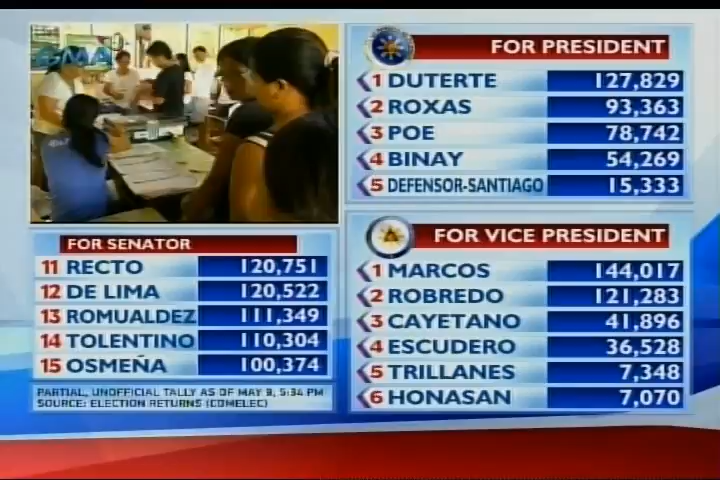 GMA
FOR PRESIDENT
1 DUTERTE 127,829
2 ROXAS 93,363
3 POE 78,742
4 BINAY 54,269
5 DEFENSOR-SANTIAGO 15,333
FOR SENATOR
11 RECTO 120,751
12 DE LIMA 120,522
13 ROMUALDEZ 111,349
14 TOLENTINO 110,304
15 OSMEÑA 100,374
PARTIAL, UNOFFICIAL TALLY AS OF MAY 9, 5:34 PM
SOURCE: ELECTION RETURNS (COMELEC)
FOR VICE PRESIDENT
1 MARCOS 144,017
2 ROBREDO 121,283
3 CAYETANO 41,896
4 ESCUDERO 36,528
5 TRILLANES 7,348
6 HONASAN 7,070